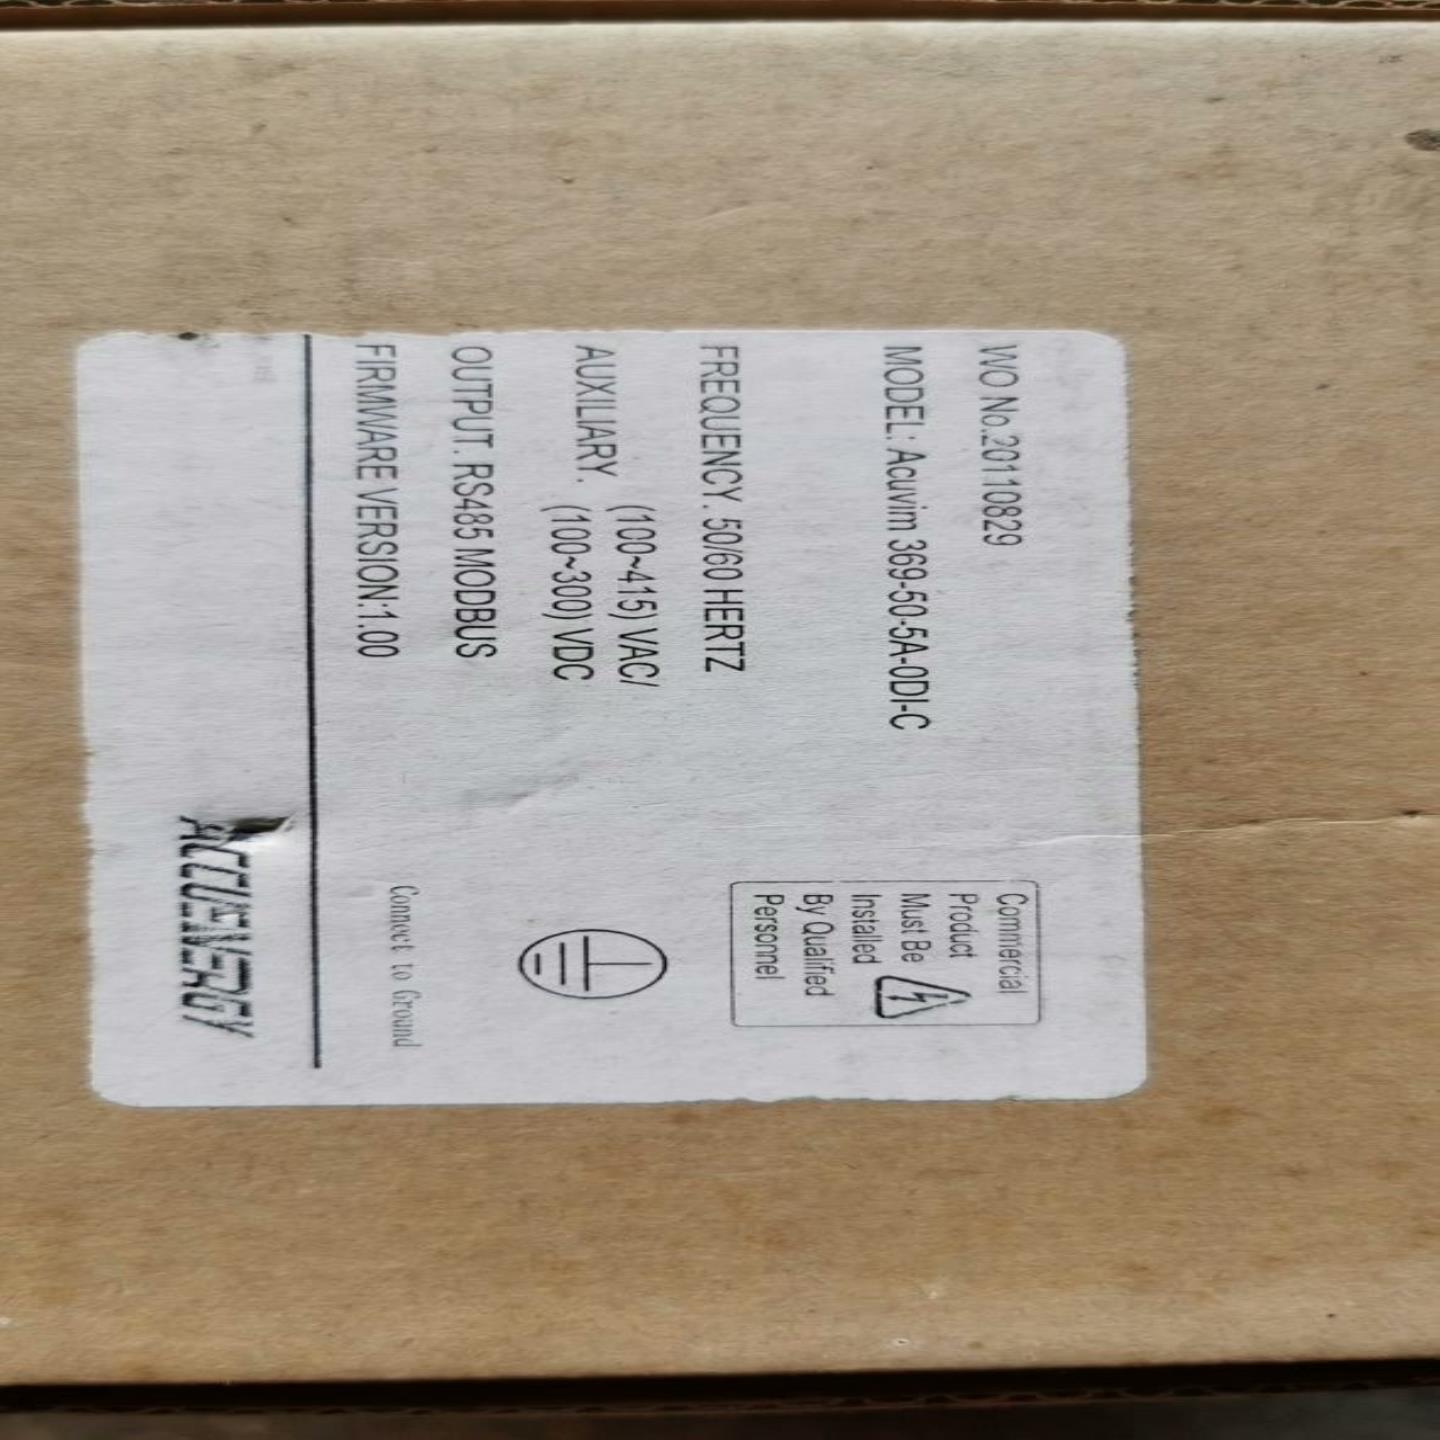 WO No.20110829
MODEL: Acuvim 369-50-5A-0DI-C
Commercial
Product
Must Be
Installed
By Qualified
Personnel
FREQUENCY. 50/60 HERTZ
(100~415) VAC/
AUXILIARY. (100~300) VDC
OUTPUT. RS485 MODBUS
FIRMWARE VERSION:1.00
Connect to Ground
ACCUENERGY